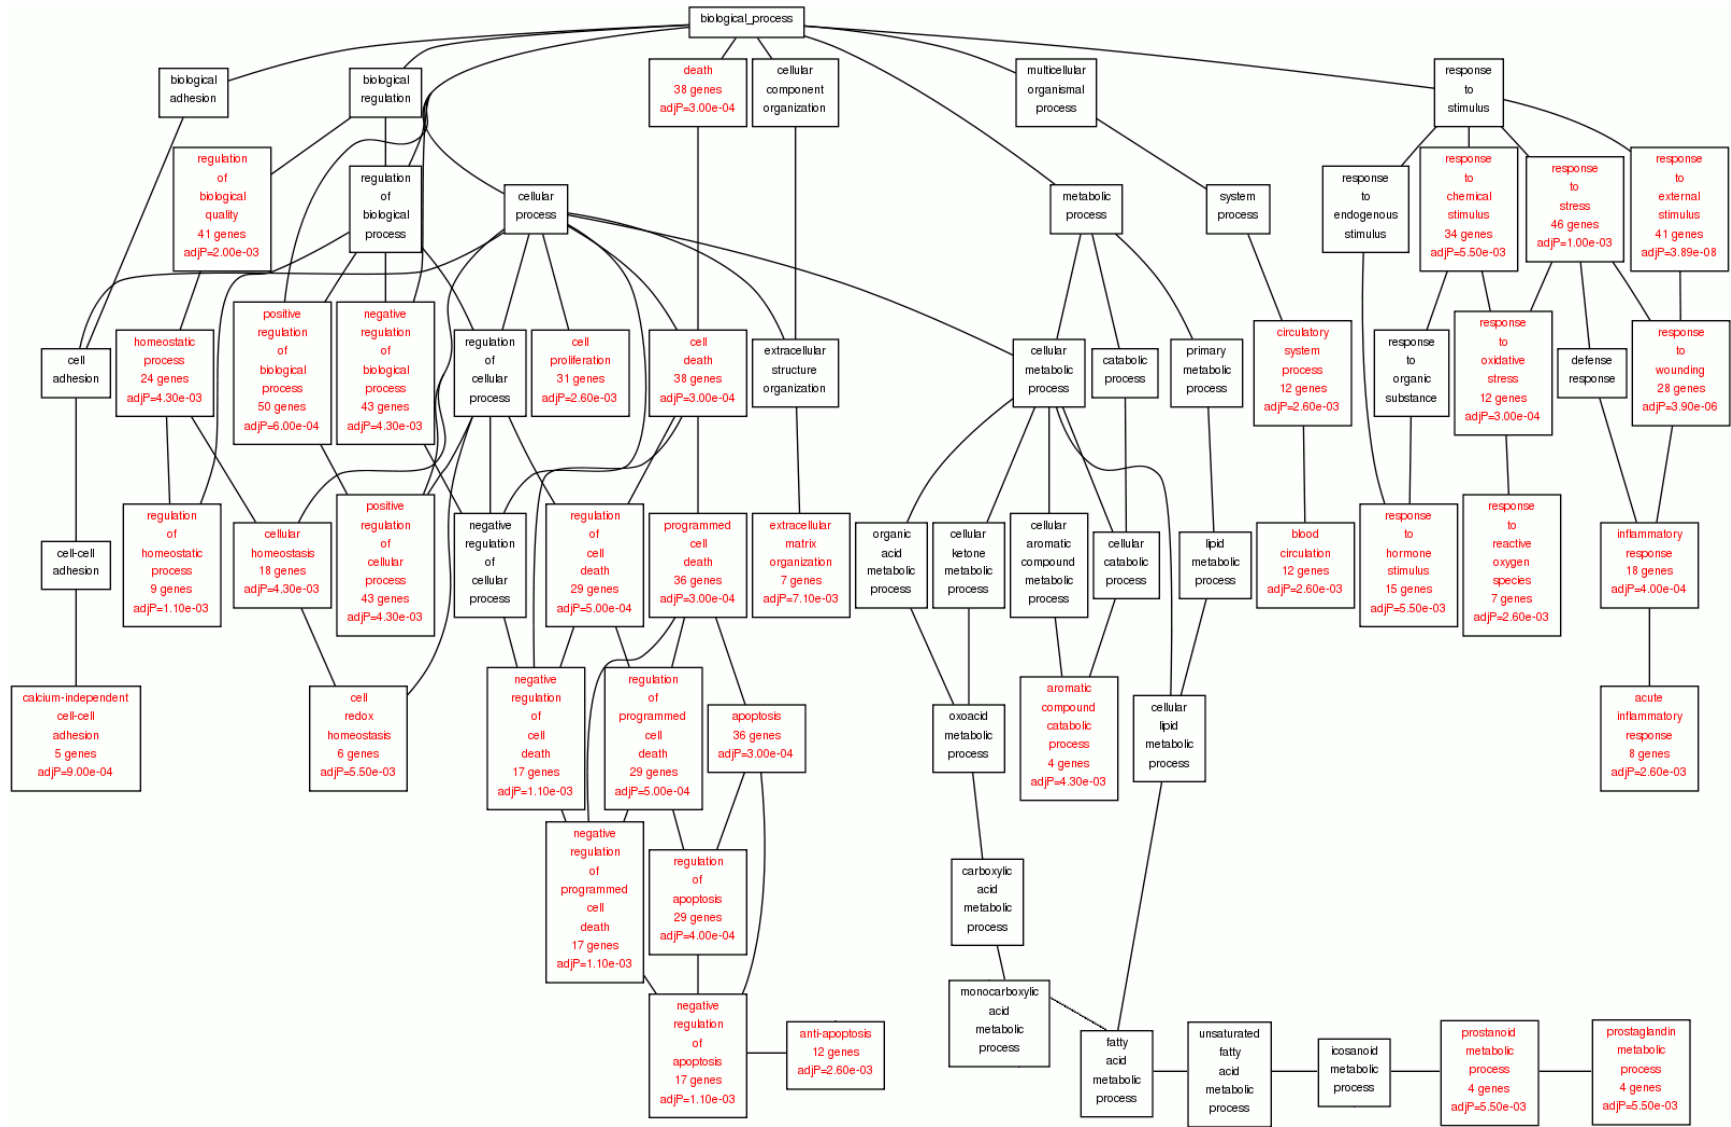 biological_process
biological
adhesion
biological
regulation
death
38 genes
adjP=3.00e-04
cellular
component
organization
multicellular
organismal
process
response
to
stimulus
regulation
of
biological
quality
41 genes
adjP=2.00e-03
regulation
of
biological
process
cellular
process
metabolic
process
system
process
response
to
endogenous
stimulus
response
to
chemical
stimulus
34 genes
adjP=5.50e-03
response
to
stress
46 genes
adjP=1.00e-03
response
to
external
stimulus
41 genes
adjP=3.89e-08
cell
adhesion
homeostatic
process
24 genes
adjP=4.30e-03
positive
regulation
of
biological
process
50 genes
adjP=6.00e-04
negative
regulation
of
biological
process
43 genes
adjP=4.30e-03
regulation
of
cellular
process
cell
proliferation
31 genes
adjP=2.60e-03
cell
death
38 genes
adjP=3.00e-04
extracellular
structure
organization
cellular
metabolic
process
catabolic
process
primary
metabolic
process
circulatory
system
process
12 genes
adjP=2.60e-03
response
to
organic
substance
response
to
oxidative
stress
12 genes
adjP=3.00e-04
defense
response
response
to
wounding
28 genes
adjP=3.90e-06
cell-cell
adhesion
regulation
of
homeostatic
process
9 genes
adjP=1.10e-03
cellular
homeostasis
18 genes
adjP=4.30e-03
positive
regulation
of
cellular
process
43 genes
adjP=4.30e-03
negative
regulation
of
cellular
process
regulation
of
cell
death
29 genes
adjP=5.00e-04
programmed
cell
death
36 genes
adjP=3.00e-04
extracellular
matrix
organization
7 genes
adjP=7.10e-03
organic
acid
metabolic
process
cellular
ketone
metabolic
process
cellular
aromatic
compound
metabolic
process
cellular
catabolic
process
lipid
metabolic
process
blood
circulation
12 genes
adjP=2.60e-03
response
to
hormone
stimulus
15 genes
adjP=5.50e-03
response
to
reactive
oxygen
species
7 genes
adjP=2.60e-03
inflammatory
response
18 genes
adjP=4.00e-04
calcium-independent
cell-cell
adhesion
5 genes
adjP=9.00e-04
cell
redox
homeostasis
6 genes
adjP=5.50e-03
negative
regulation
of
cell
death
17 genes
adjP=1.10e-03
regulation
of
programmed
cell
death
29 genes
adjP=5.00e-04
apoptosis
36 genes
adjP=3.00e-04
oxoacid
metabolic
process
aromatic
compound
catabolic
process
4 genes
adjP=4.30e-03
cellular
lipid
metabolic
process
acute
inflammatory
response
8 genes
adjP=2.60e-03
negative
regulation
of
programmed
cell
death
17 genes
adjP=1.10e-03
regulation
of
apoptosis
29 genes
adjP=4.00e-04
carboxylic
acid
metabolic
process
negative
regulation
of
apoptosis
17 genes
adjP=1.10e-03
anti-apoptosis
12 genes
adjP=2.60e-03
monocarboxylic
acid
metabolic
process
fatty
acid
metabolic
process
unsaturated
fatty
acid
metabolic
process
icosanoid
metabolic
process
prostanoid
metabolic
process
4 genes
adjP=5.50e-03
prostaglandin
metabolic
process
4 genes
adjP=5.50e-03